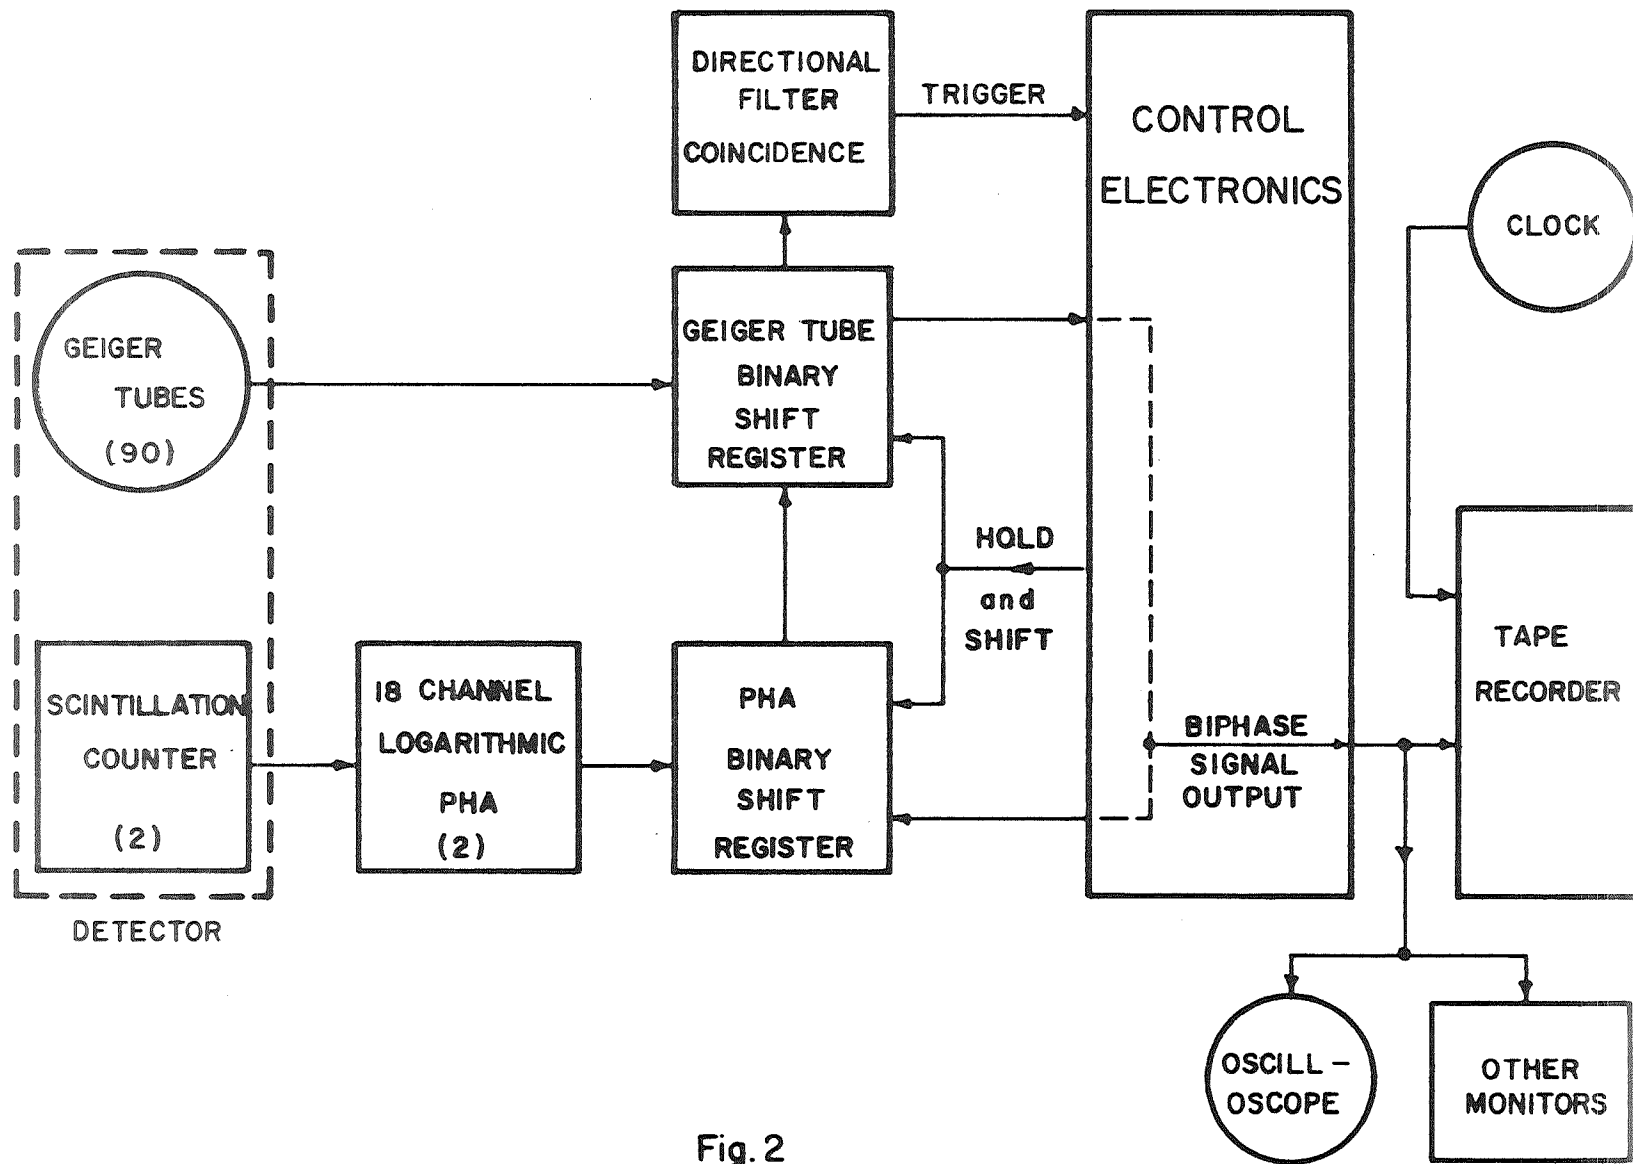 DIRECTIONAL
FILTER
COINCIDENCE
TRIGGER
CONTROL
ELECTRONICS
CLOCK
GEIGER
TUBES
(90)
GEIGER TUBE
BINARY
SHIFT
REGISTER
HOLD
and
SHIFT
SCINTILLATION
COUNTER
(2)
18 CHANNEL
LOGARITHMIC
PHA
(2)
PHA
BINARY
SHIFT
REGISTER
BIPHASE
SIGNAL
OUTPUT
TAPE
RECORDER
DETECTOR
OSCILL-
OSCOPE
OTHER
MONITORS
Fig. 2